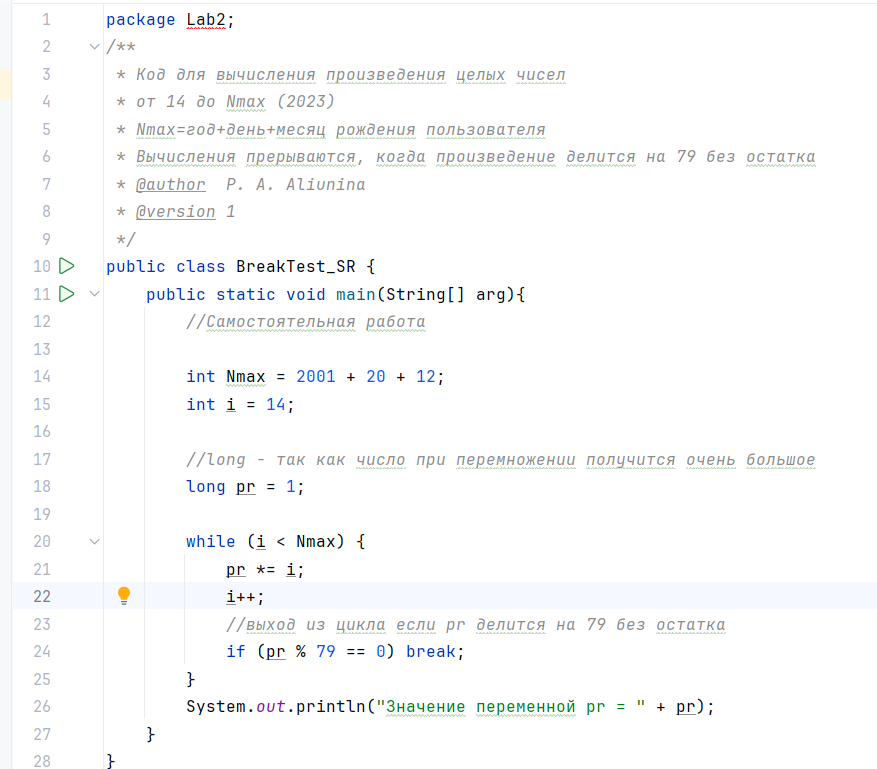 1 package Lab2;
2 /**
3 * Код для вычисления произведения целых чисел
4 * от 14 до Nmax (2023)
5 * Nmax=год+день+месяц рождения пользователя
6 * Вычисления прерываются, когда произведение делится на 79 без остатка
7 * @author P. A. Aliunina
8 * @version 1
9 */
10 public class BreakTest_SR {
11 public static void main(String[] arg){
12 //Самостоятельная работа
13
14 int Nmax = 2001 + 20 + 12;
15 int i = 14;
16
17 //long - так как число при перемножении получится очень большое
18 long pr = 1;
19
20 while (i < Nmax) {
21 pr *= i;
22 i++;
23 //выход из цикла если pr делится на 79 без остатка
24 if (pr % 79 == 0) break;
25 }
26 System.out.println("Значение переменной pr = " + pr);
27 }
28 }